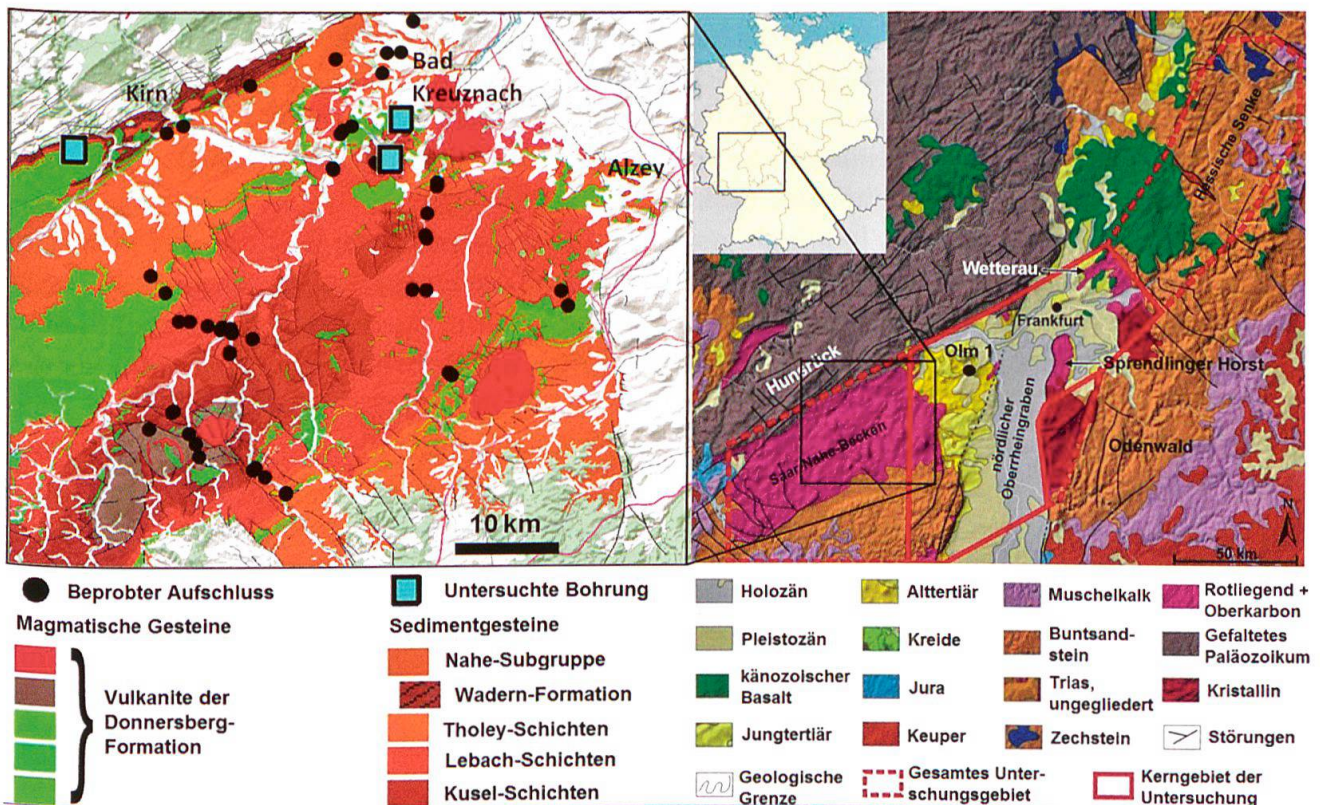 Kirn
Bad
Kreuznach
Alzey
10 km
Hessische Senke
Wetterau
Frankfurt
Hunsrück
Olm 1
Sprendlinger Horst
nördlicher
Oberrheingraben
Saar-Nahe-Becken
Odenwald
N
50 km
Beprobter Aufschluss
Magmatische Gesteine
Vulkanite der
Donnersberg-
Formation
Untersuchte Bohrung
Sedimentgesteine
Nahe-Subgruppe
Wadern-Formation
Tholey-Schichten
Lebach-Schichten
Kusel-Schichten
Holozän
Pleistozän
känozoischer
Basalt
Jungtertiär
Geologische
Grenze
Alttertiär
Kreide
Jura
Keuper
Gesamtes Unter-
schungsgebiet
Muschelkalk
Buntsand-
stein
Trias,
ungegliedert
Zechstein
Rotliegend +
Oberkarbon
Gefaltetes
Paläozoikum
Kristallin
Störungen
Kerngebiet der
Untersuchung